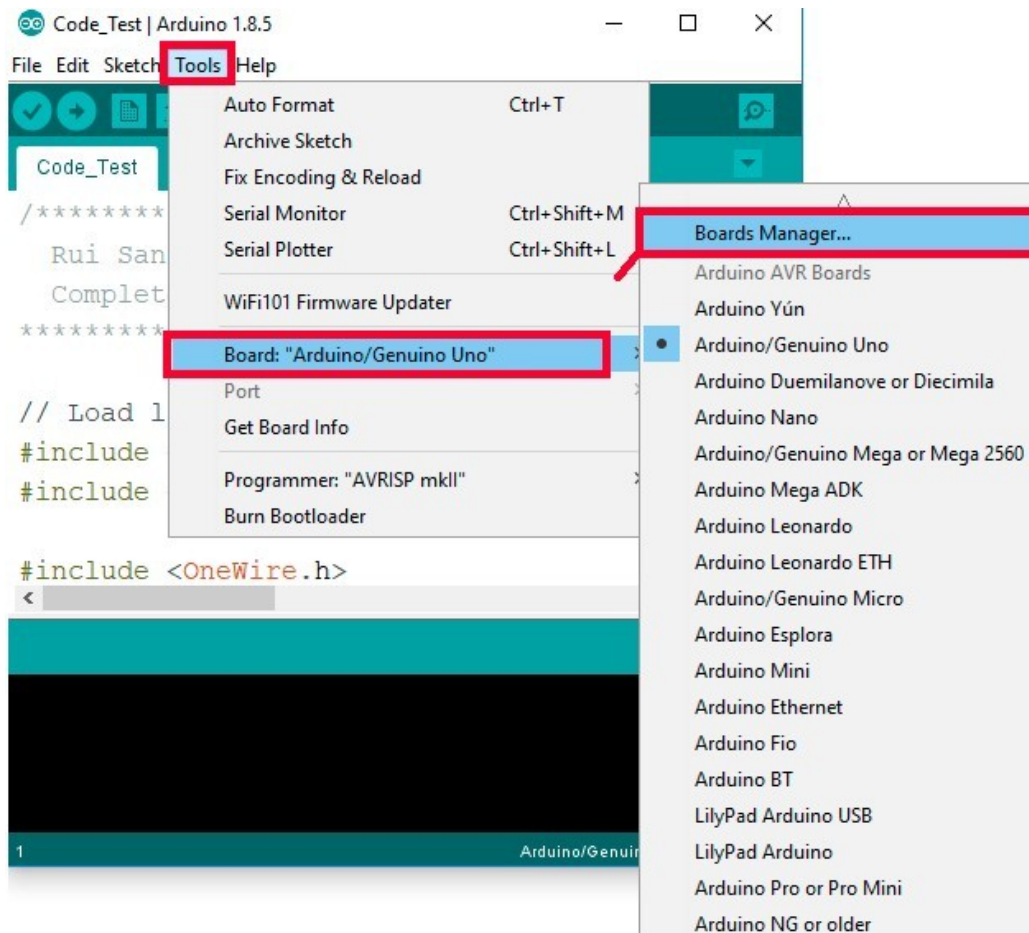 Code_Test | Arduino 1.8.5
File Edit Sketch Tools Help
Code_Test
Auto Format Ctrl+T
Archive Sketch
Fix Encoding & Reload
Serial Monitor Ctrl+Shift+M
Serial Plotter Ctrl+Shift+L
WiFi101 Firmware Updater
Board: "Arduino/Genuino Uno"
Port
Get Board Info
Programmer: "AVRISP mkII"
Burn Bootloader
/********
Rui San
Complet
*********
// Load l
#include
#include
#include <OneWire.h>
1 Arduino/Genuin
Boards Manager...
Arduino AVR Boards
Arduino Yún
Arduino/Genuino Uno
Arduino Duemilanove or Diecimila
Arduino Nano
Arduino/Genuino Mega or Mega 2560
Arduino Mega ADK
Arduino Leonardo
Arduino Leonardo ETH
Arduino/Genuino Micro
Arduino Esplora
Arduino Mini
Arduino Ethernet
Arduino Fio
Arduino BT
LilyPad Arduino USB
LilyPad Arduino
Arduino Pro or Pro Mini
Arduino NG or older